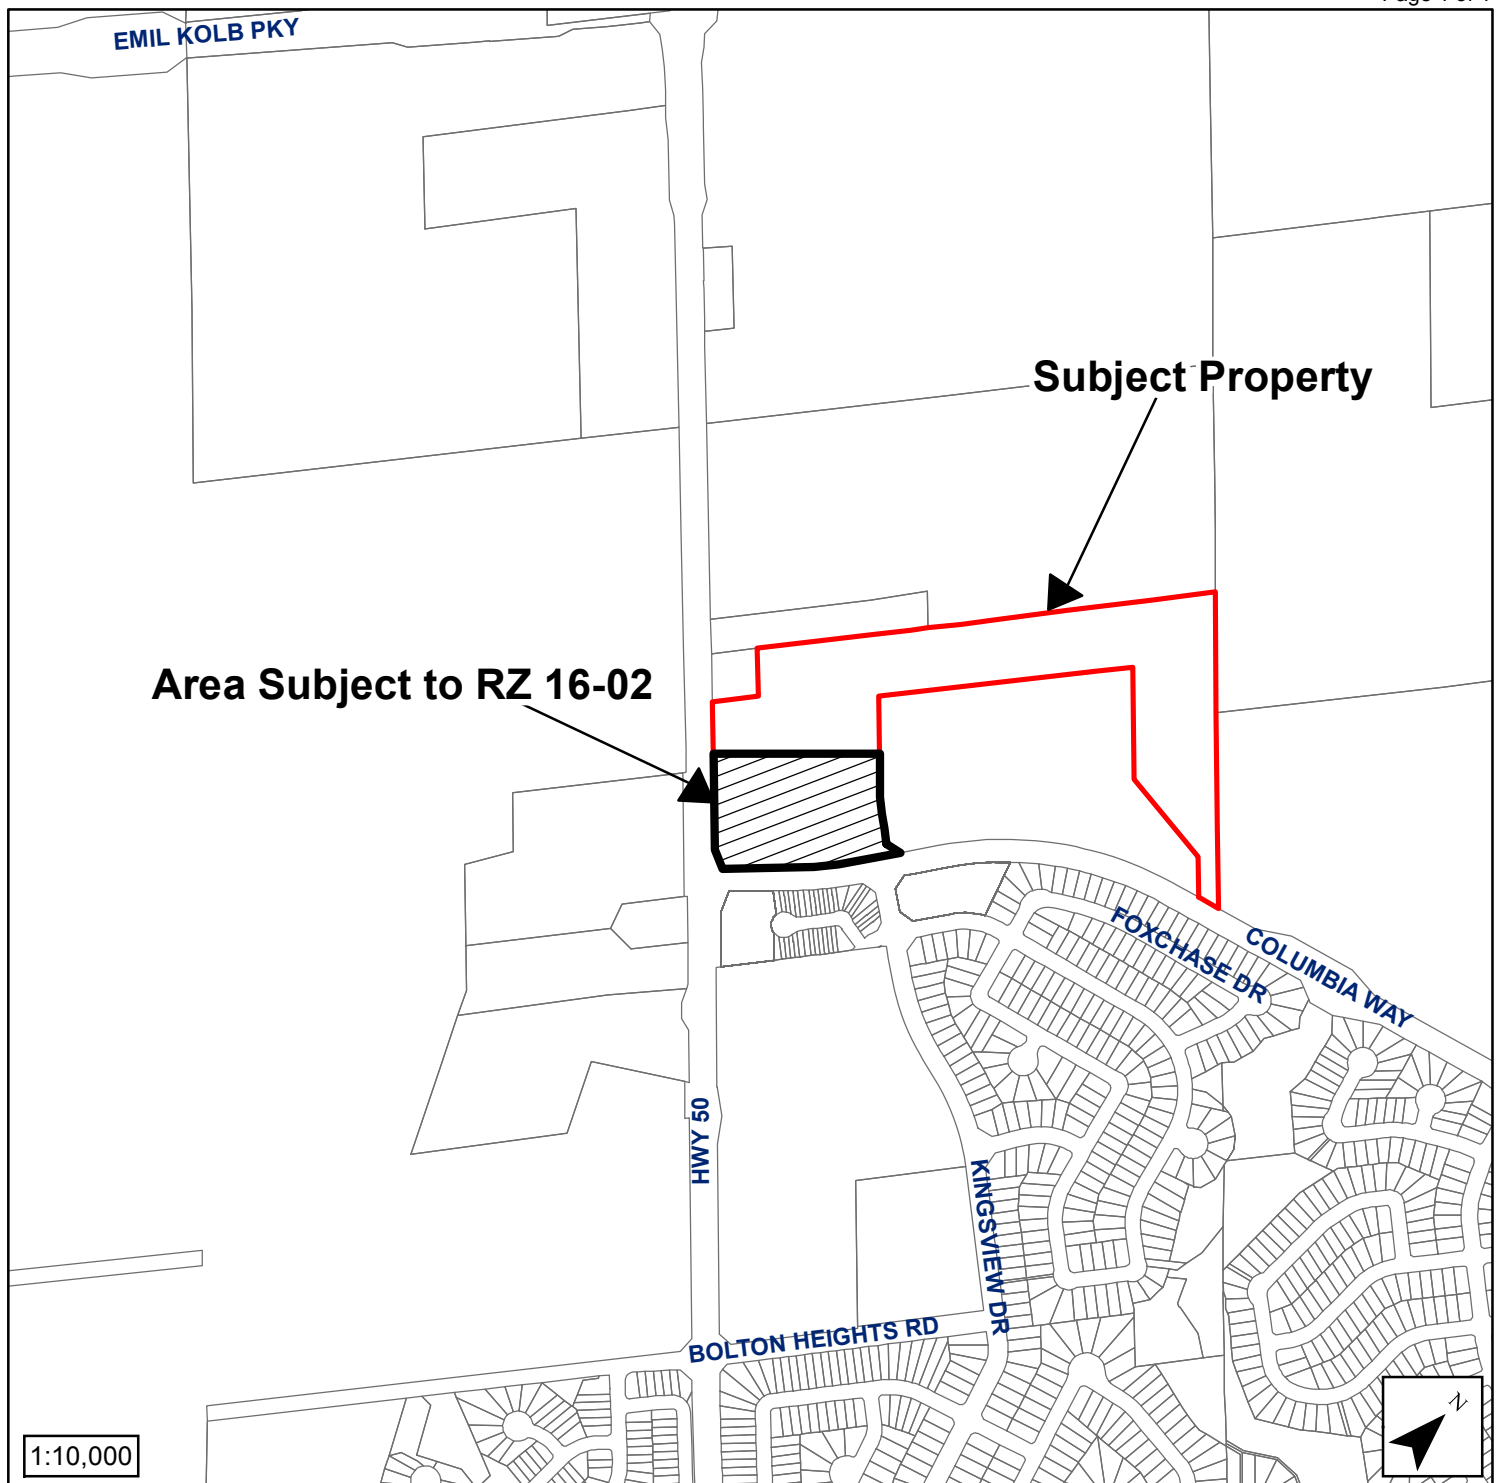 EMIL KOLB PKY
Subject Property
Area Subject to RZ 16-02
FOXCHASE DR
COLUMBIA WAY
HWY 50
KINGSVIEW DR
BOLTON HEIGHTS RD
N
1:10,000